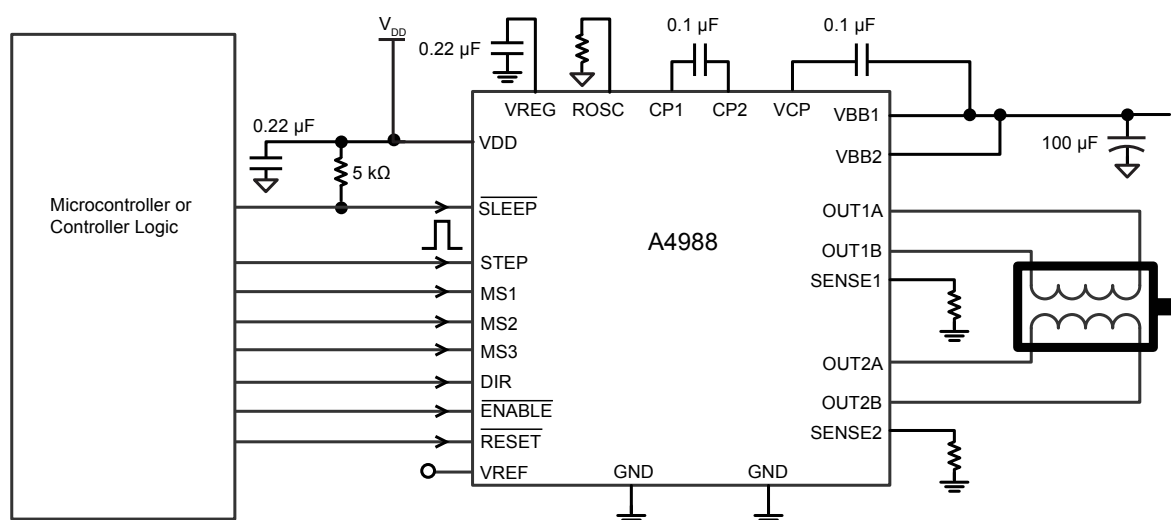 V_DD
0.22 µF
0.1 µF
0.1 µF
VREG
ROSC
CP1
CP2
VCP
VBB1
0.22 µF
VDD
5 kΩ
VBB2
100 µF
Microcontroller or
Controller Logic
SLEEP
A4988
OUT1A
OUT1B
STEP
SENSE1
MS1
MS2
MS3
OUT2A
DIR
OUT2B
ENABLE
SENSE2
RESET
VREF
GND
GND